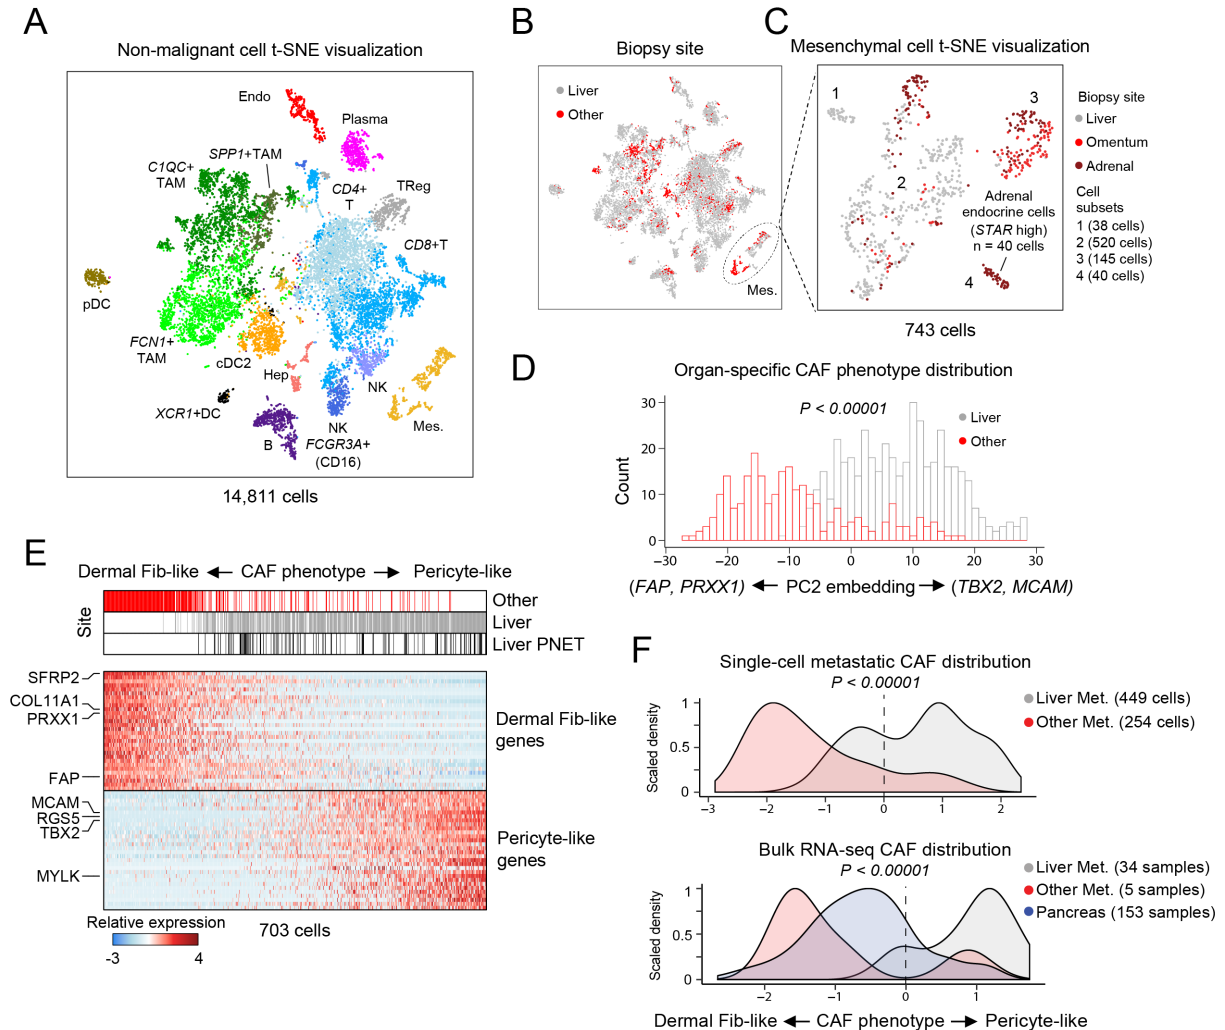 A
Non-malignant cell t-SNE visualization
Endo
Plasma
SPP1+TAM
C1QC+
TAM
CD4+
T
TReg
CD8+T
pDC
FCN1+
TAM
cDC2
Hep
NK
XCR1+DC
B
NK
FCGR3A+
(CD16)
Mes.
14,811 cells
B
Biopsy site
Liver
Other
Mes.
C
Mesenchymal cell t-SNE visualization
1
2
3
4
Adrenal
endocrine cells
(STAR high)
n = 40 cells
743 cells
Biopsy site
Liver
Omentum
Adrenal
Cell
subsets
1 (38 cells)
2 (520 cells)
3 (145 cells)
4 (40 cells)
D
Organ-specific CAF phenotype distribution
P < 0.00001
Liver
Other
Count
30
20
10
0
−30 −20 −10 0 10 20 30
(FAP, PRXX1) PC2 embedding (TBX2, MCAM)
E
Dermal Fib-like CAF phenotype Pericyte-like
Site
Other
Liver
Liver PNET
SFRP2
COL11A1
PRXX1
FAP
Dermal Fib-like
genes
MCAM
RGS5
TBX2
MYLK
Pericyte-like
genes
Relative expression
-3 4
703 cells
F
Single-cell metastatic CAF distribution
P < 0.00001
Liver Met. (449 cells)
Other Met. (254 cells)
Scaled density
1
0.5
0
−3 −2 −1 0 1 2
Bulk RNA-seq CAF distribution
P < 0.00001
Liver Met. (34 samples)
Other Met. (5 samples)
Pancreas (153 samples)
Scaled density
1
0.5
0
−2 −1 0 1
Dermal Fib-like CAF phenotype Pericyte-like